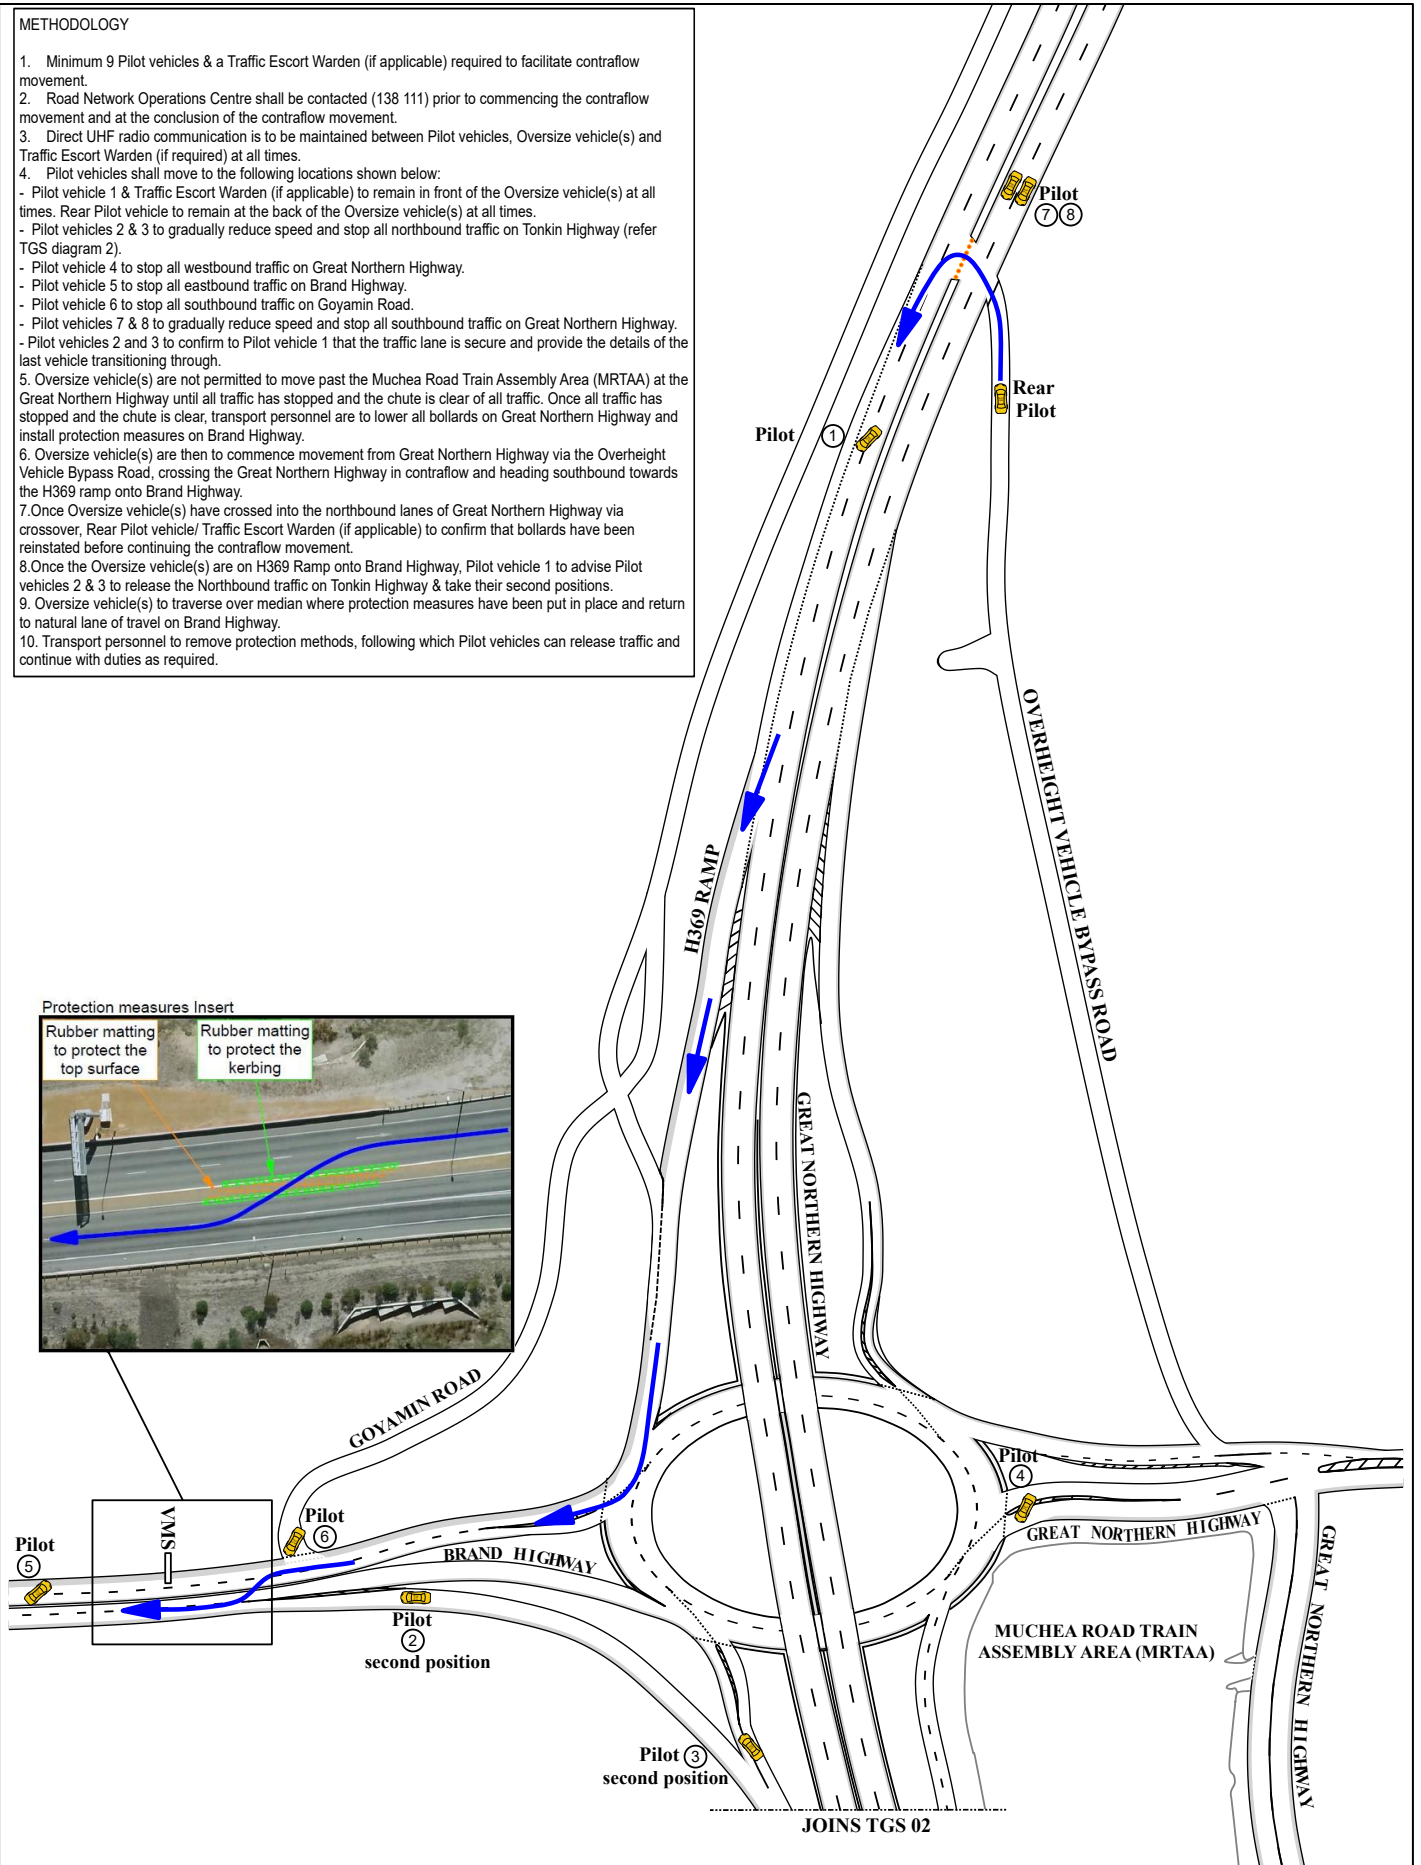 METHODOLOGY
1. Minimum 9 Pilot vehicles & a Traffic Escort Warden (if applicable) required to facilitate contraflow
movement.
2. Road Network Operations Centre shall be contacted (138 111) prior to commencing the contraflow
movement and at the conclusion of the contraflow movement.
3. Direct UHF radio communication is to be maintained between Pilot vehicles, Oversize vehicle(s) and
Traffic Escort Warden (if required) at all times.
4. Pilot vehicles shall move to the following locations shown below:
- Pilot vehicle 1 & Traffic Escort Warden (if applicable) to remain in front of the Oversize vehicle(s) at all
times. Rear Pilot vehicle to remain at the back of the Oversize vehicle(s) at all times.
- Pilot vehicles 2 & 3 to gradually reduce speed and stop all northbound traffic on Tonkin Highway (refer
TGS diagram 2).
- Pilot vehicle 4 to stop all westbound traffic on Great Northern Highway.
- Pilot vehicle 5 to stop all eastbound traffic on Brand Highway.
- Pilot vehicle 6 to stop all southbound traffic on Goyamin Road.
- Pilot vehicles 7 & 8 to gradually reduce speed and stop all southbound traffic on Great Northern Highway.
- Pilot vehicles 2 and 3 to confirm to Pilot vehicle 1 that the traffic lane is secure and provide the details of the
last vehicle transitioning through.
5. Oversize vehicle(s) are not permitted to move past the Muchea Road Train Assembly Area (MRTAA) at the
Great Northern Highway until all traffic has stopped and the chute is clear of all traffic. Once all traffic has
stopped and the chute is clear, transport personnel are to lower all bollards on Great Northern Highway and
install protection measures on Brand Highway.
6. Oversize vehicle(s) are then to commence movement from Great Northern Highway via the Overheight
Vehicle Bypass Road, crossing the Great Northern Highway in contraflow and heading southbound towards
the H369 ramp onto Brand Highway.
7.Once Oversize vehicle(s) have crossed into the northbound lanes of Great Northern Highway via
crossover, Rear Pilot vehicle/ Traffic Escort Warden (if applicable) to confirm that bollards have been
reinstated before continuing the contraflow movement.
8.Once the Oversize vehicle(s) are on H369 Ramp onto Brand Highway, Pilot vehicle 1 to advise Pilot
vehicles 2 & 3 to release the Northbound traffic on Tonkin Highway & take their second positions.
9. Oversize vehicle(s) to traverse over median where protection measures have been put in place and return
to natural lane of travel on Brand Highway.
10. Transport personnel to remove protection methods, following which Pilot vehicles can release traffic and
continue with duties as required.
Pilot
7 8
Rear
Pilot
Pilot 1
OVERHEIGHT VEHICLE BYPASS ROAD
H369 RAMP
Protection measures Insert
Rubber matting
to protect the
top surface
Rubber matting
to protect the
kerbing
GREAT NORTHERN HIGHWAY
GOYAMIN ROAD
Pilot
4
GREAT NORTHERN HIGHWAY
GREAT NORTHERN HIGHWAY
VMS
Pilot
6
Pilot
5
BRAND HIGHWAY
Pilot
2
second position
MUCHEA ROAD TRAIN
ASSEMBLY AREA (MRTAA)
Pilot 3
second position
JOINS TGS 02